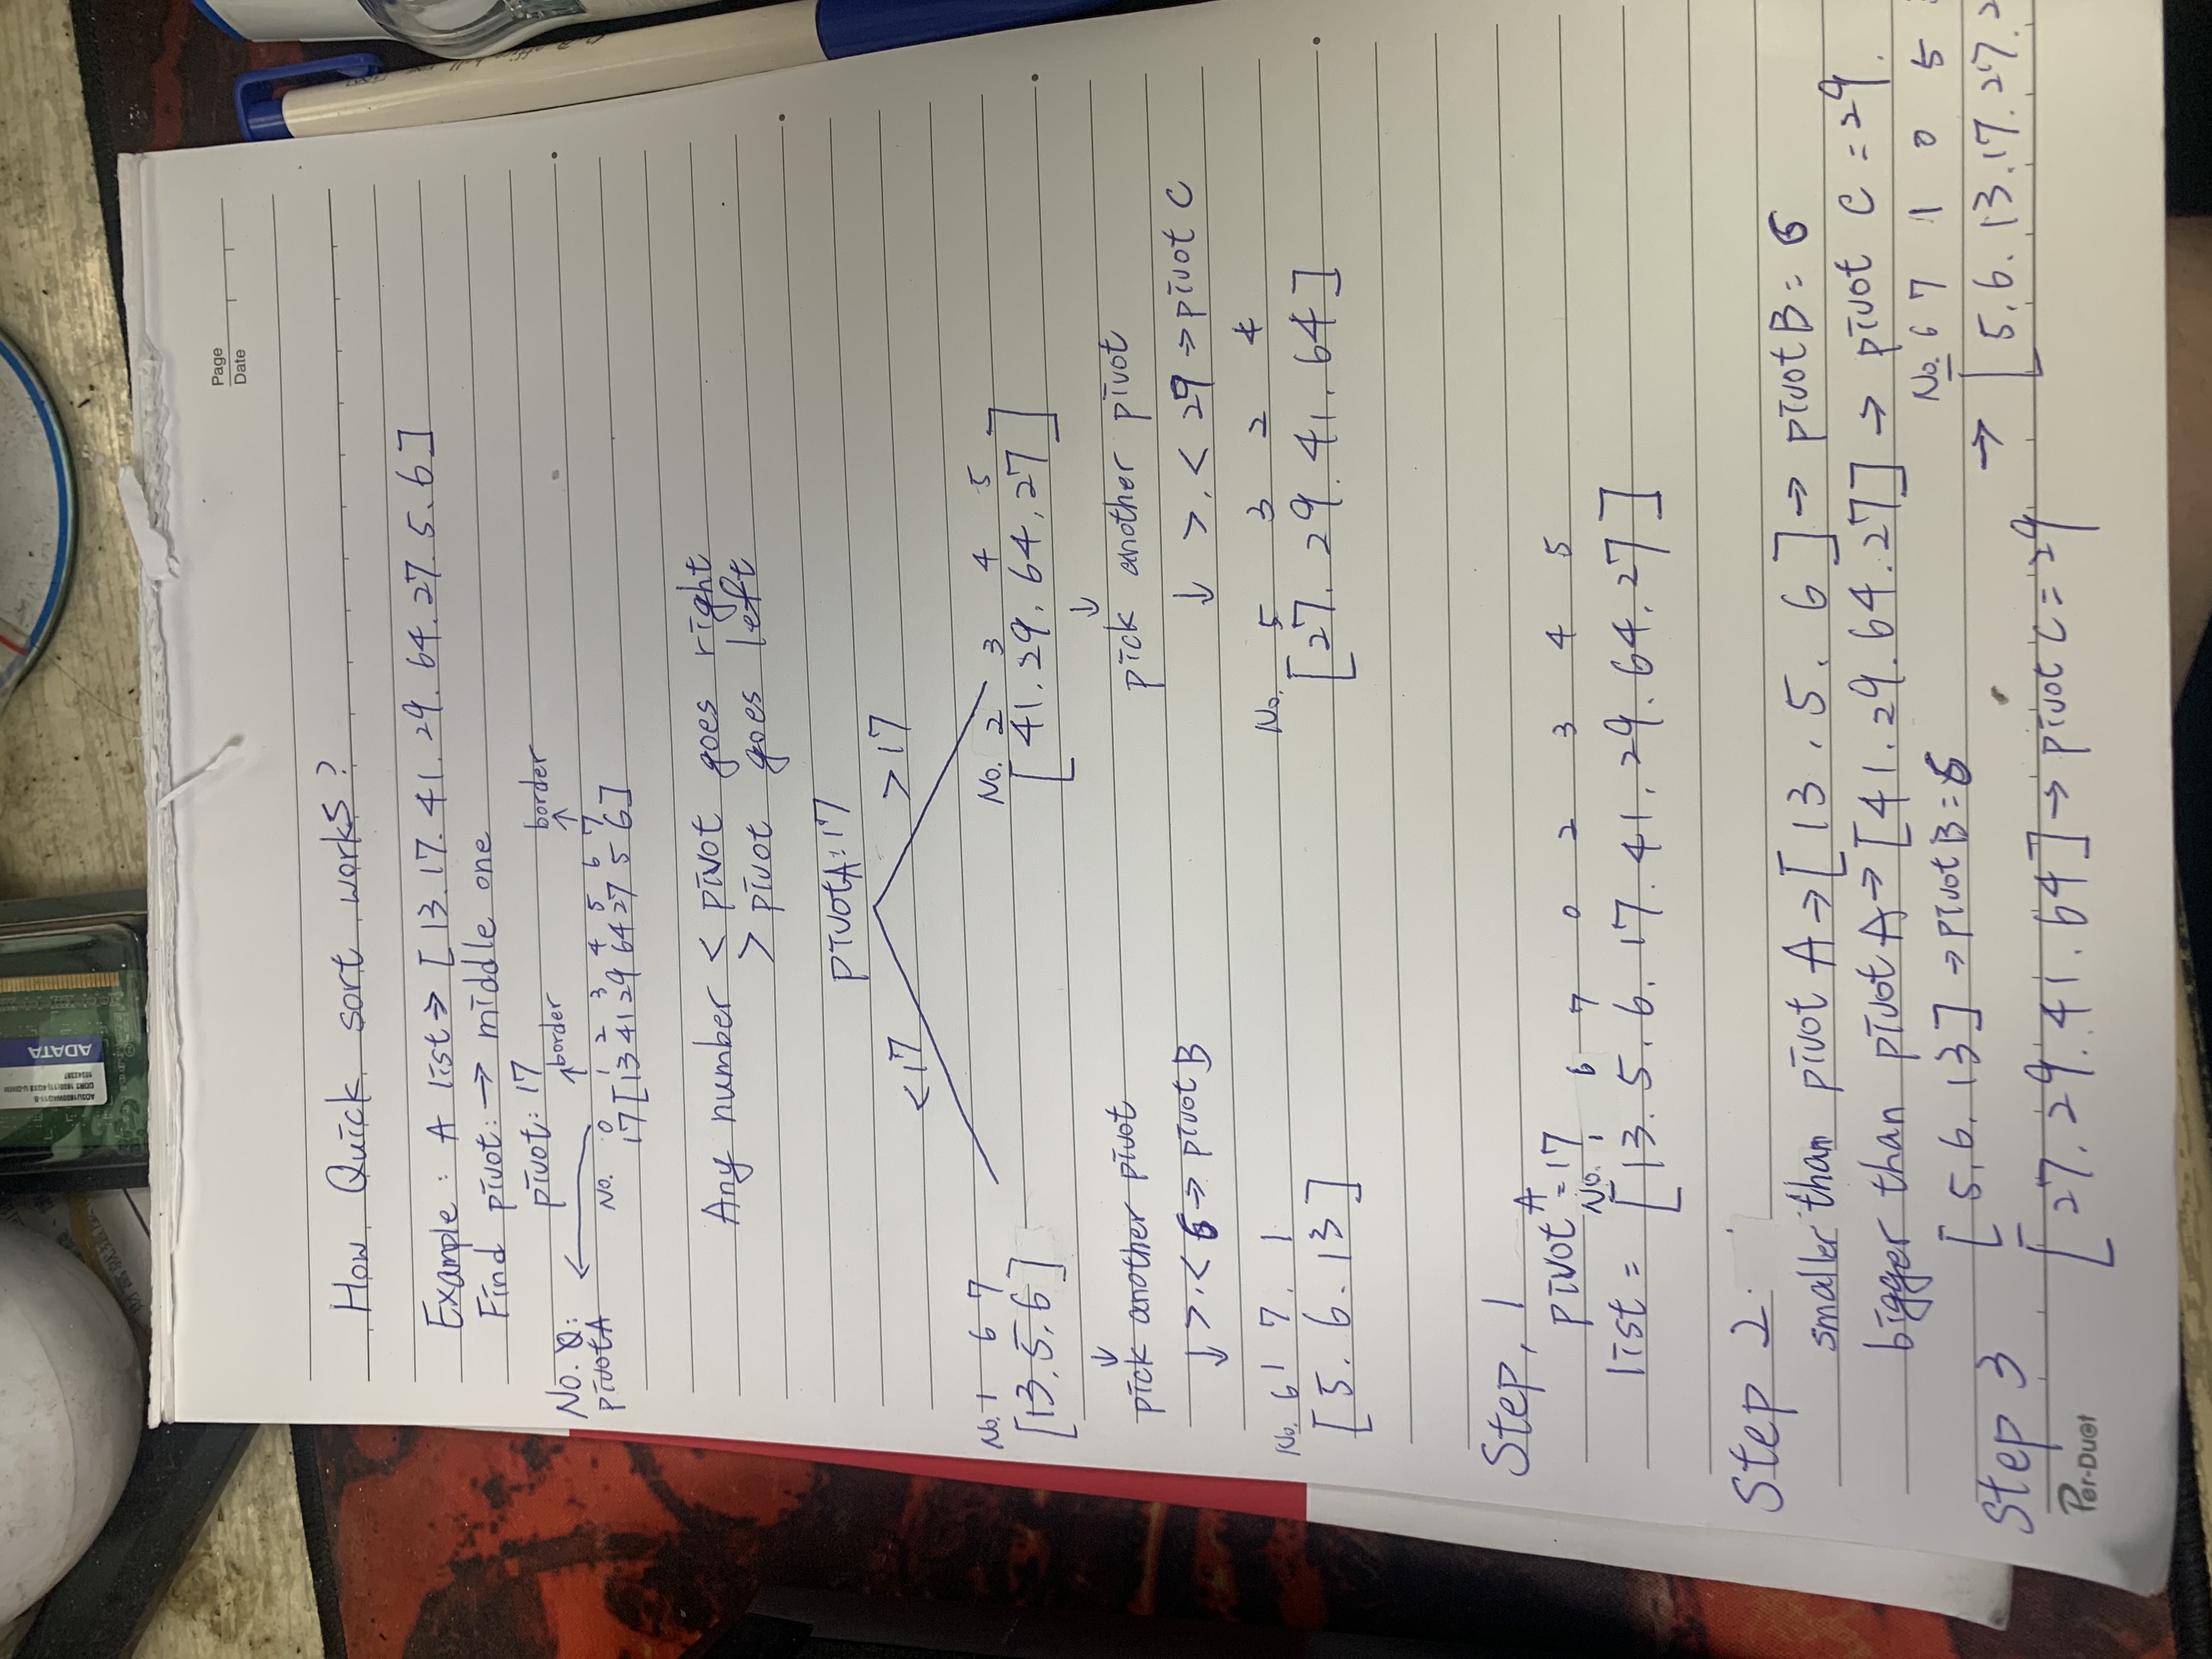 ADATA
Page
Date
How Quick sort works?
Example: A list → [13.17.41.29.64.27.5.6]
Find pivot: → middle one
pivot: 17
No. 0:
pivotA
←
↑border
border
↑
No. 0 1 2 3 4 5 6 7
17[13 41 29 64 27 5 6]
Any number < pivot goes right
> pivot goes left
pivotA:17
<17 >17
No. 1 6 7
[13.5.6]
No. 2 3 4 5
[41.29.64.27]
↓
pick another pivot
↓ >.< 6 → pivot B
No. 6 1 7. 1
[5.6.13]
↓
pick another pivot
↓ >.< 29 → pivot C
No. 5 3 2 4
[27.29.41.64]
Step, 1
pivot A = 17
No. 1 6 7 0 2 3 4 5
list = [13.5.6.17.41.29.64.27]
Step 2.
smaller than pivot A → [13.5.6] → pivot B = 6
bigger than pivot A → [41.29.64.27] → pivot C = 29.
Step 3
[5,6.13] → pivot B = 6
[27.29.41.64] → pivot C = 29
No. 6 7 1 0 5
→ [5.6.13.17.27.2
Per-Duet